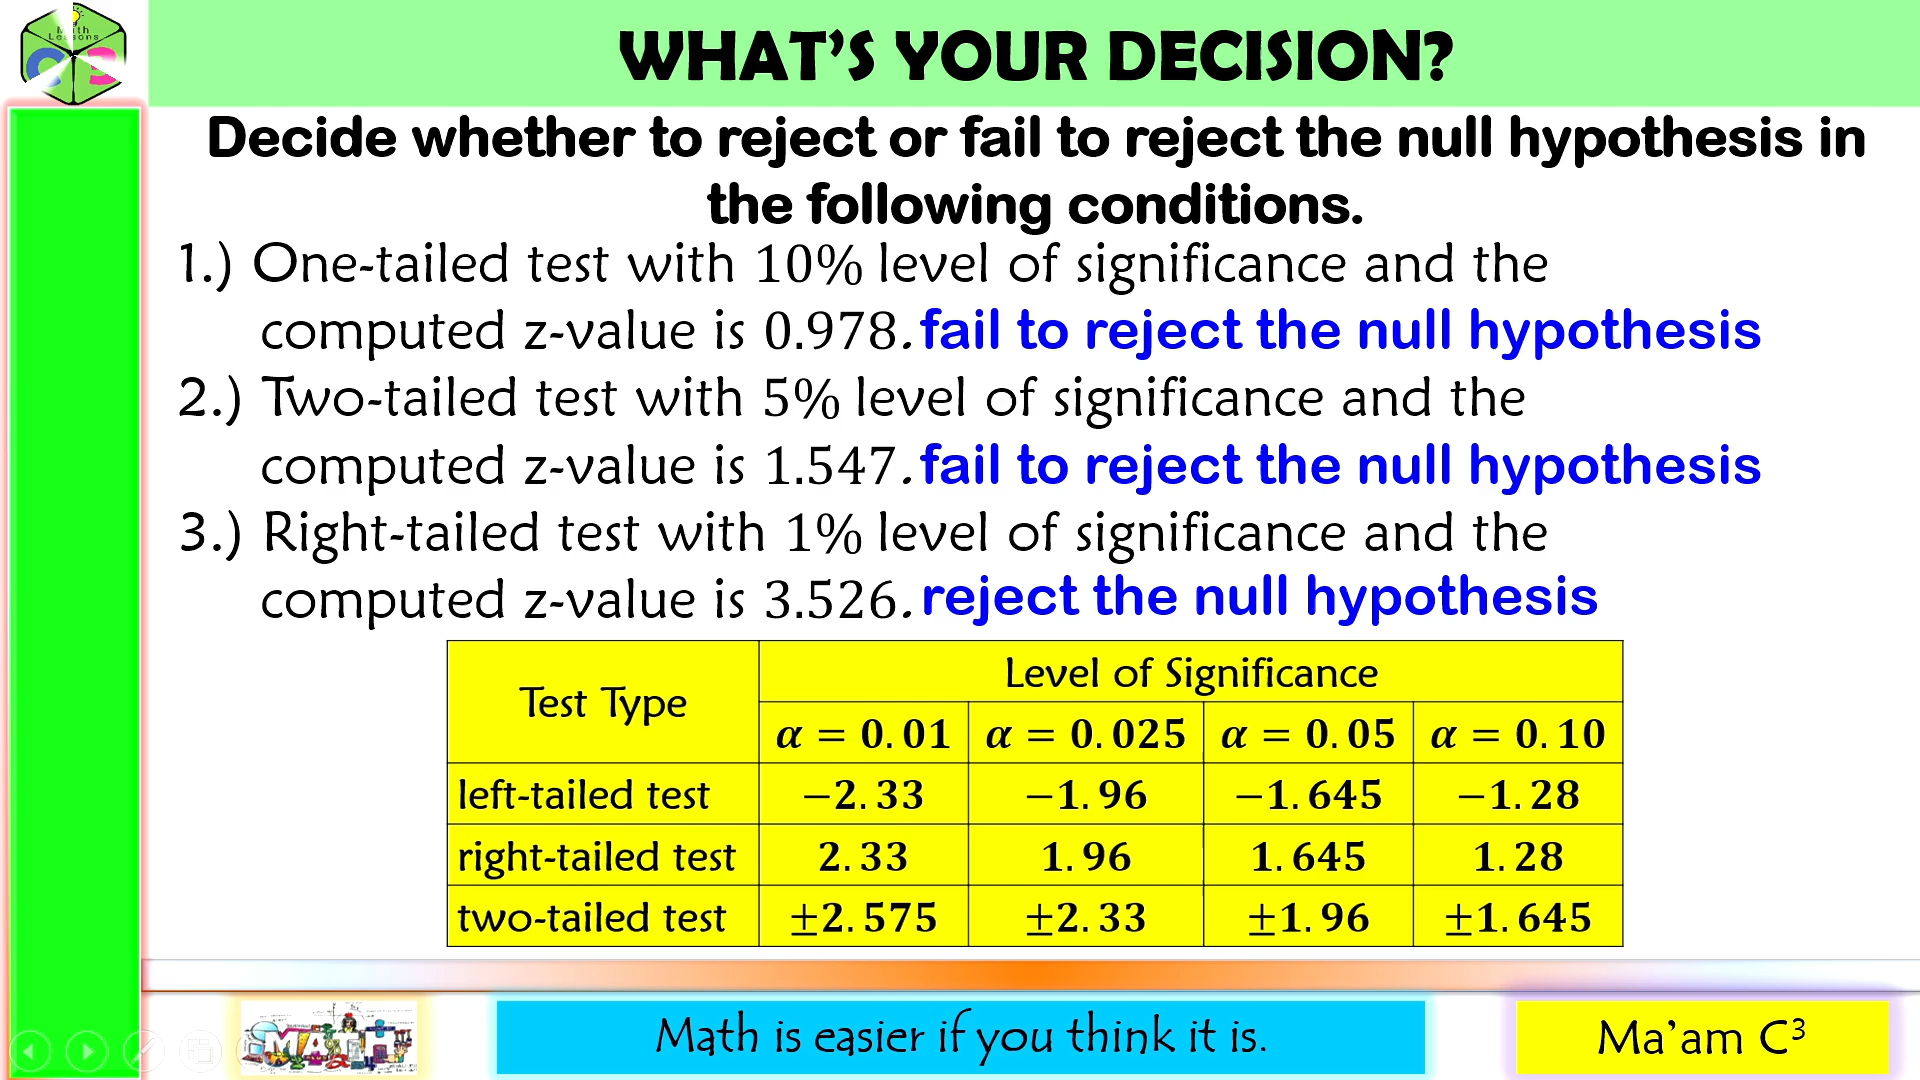 Math
Lessons
WHAT'S YOUR DECISION?
Decide whether to reject or fail to reject the null hypothesis in
the following conditions.
1.) One-tailed test with 10% level of significance and the
computed z-value is 0.978. fail to reject the null hypothesis
2.) Two-tailed test with 5% level of significance and the
computed z-value is 1.547. fail to reject the null hypothesis
3.) Right-tailed test with 1% level of significance and the
computed z-value is 3.526. reject the null hypothesis
Test Type Level of Significance
α = 0.01 α = 0.025 α = 0.05 α = 0.10
left-tailed test −2.33 −1.96 −1.645 −1.28
right-tailed test 2.33 1.96 1.645 1.28
two-tailed test ±2.575 ±2.33 ±1.96 ±1.645
MATH
Math is easier if you think it is.
Ma'am C³